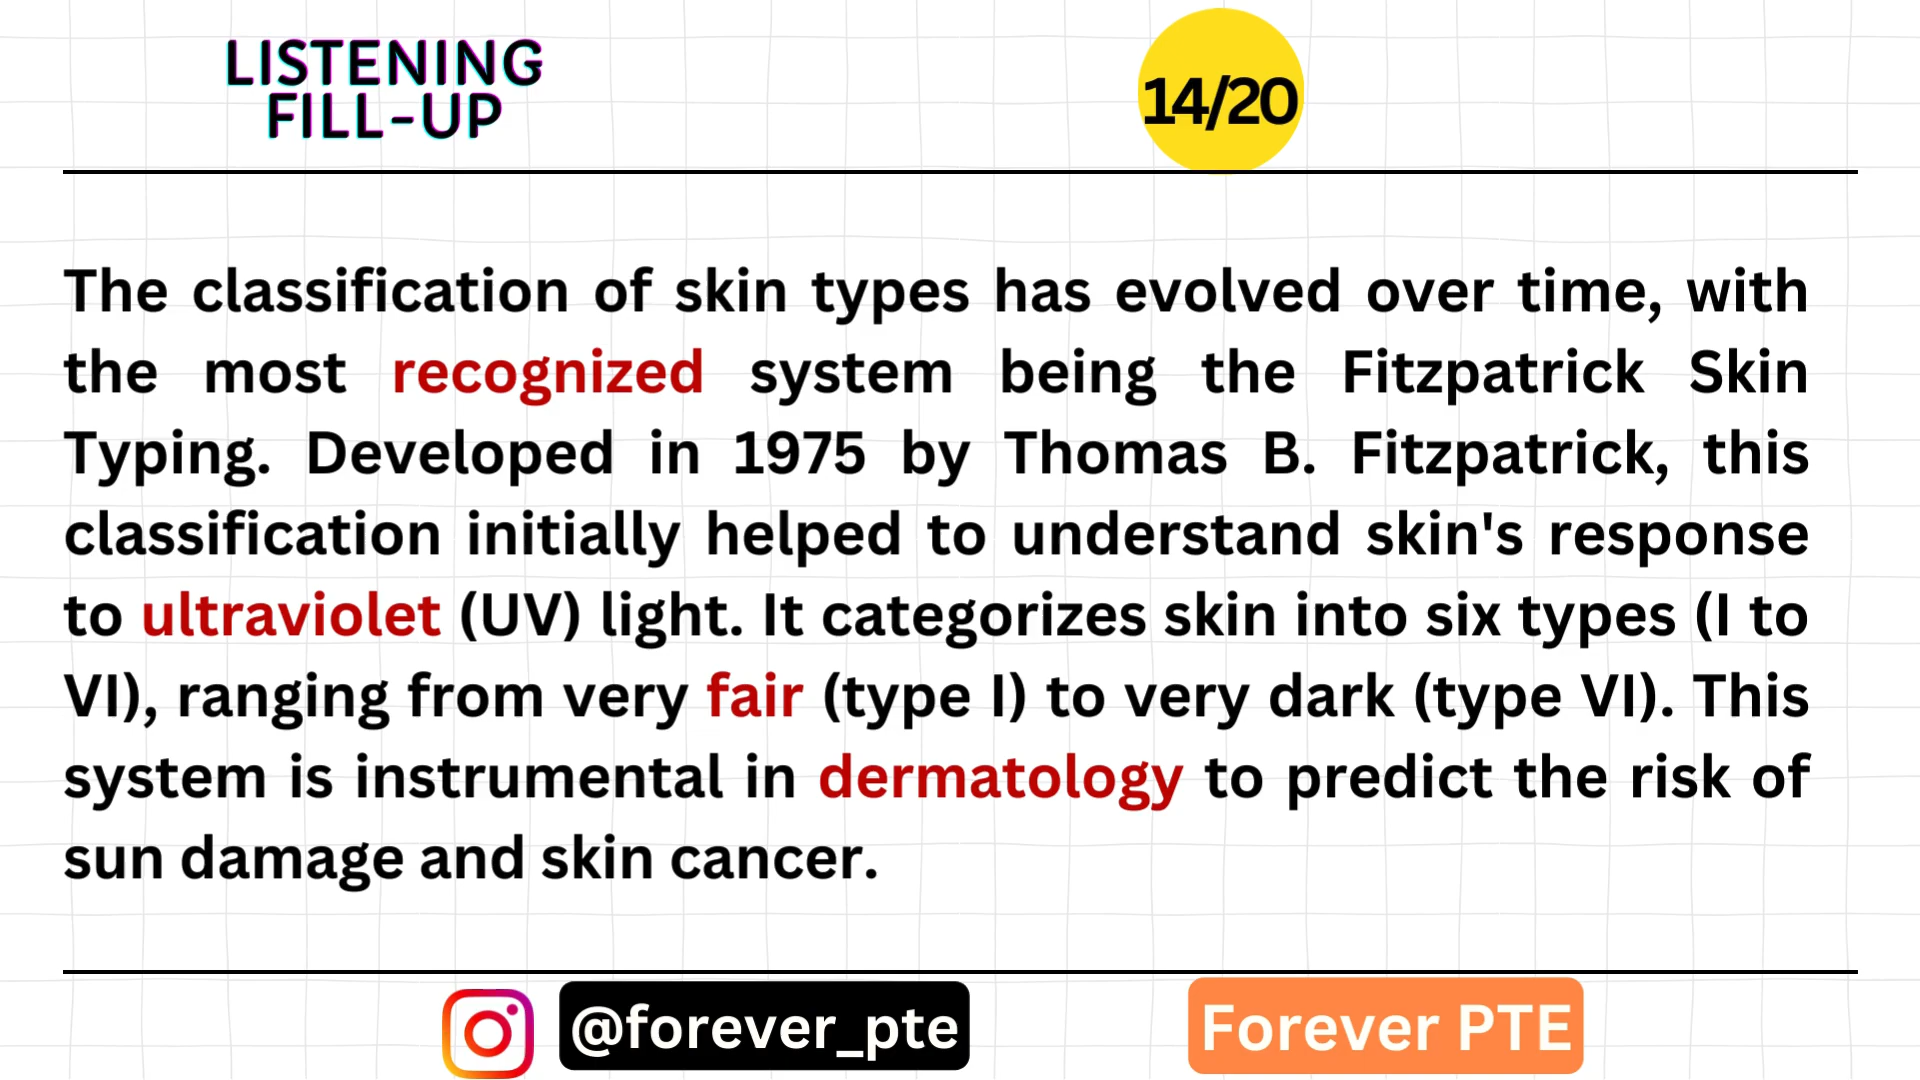 LISTENING
FILL-UP
14/20
The classification of skin types has evolved over time, with
the most recognized system being the Fitzpatrick Skin
Typing. Developed in 1975 by Thomas B. Fitzpatrick, this
classification initially helped to understand skin's response
to ultraviolet (UV) light. It categorizes skin into six types (I to
VI), ranging from very fair (type I) to very dark (type VI). This
system is instrumental in dermatology to predict the risk of
sun damage and skin cancer.
@forever_pte
Forever PTE